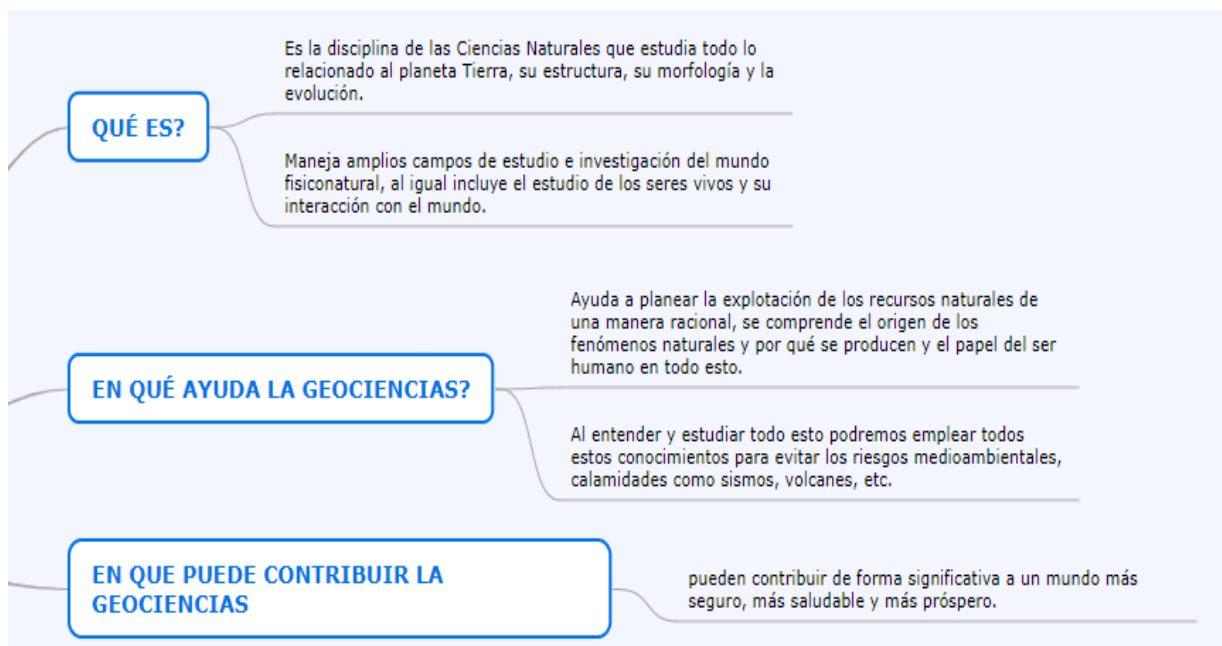 Es la disciplina de las Ciencias Naturales que estudia todo lo
relacionado al planeta Tierra, su estructura, su morfología y la
evolución.
QUÉ ES?
Maneja amplios campos de estudio e investigación del mundo
fisiconatural, al igual incluye el estudio de los seres vivos y su
interacción con el mundo.
Ayuda a planear la explotación de los recursos naturales de
una manera racional, se comprende el origen de los
fenómenos naturales y por qué se producen y el papel del ser
humano en todo esto.
EN QUÉ AYUDA LA GEOCIENCIAS?
Al entender y estudiar todo esto podremos emplear todos
estos conocimientos para evitar los riesgos medioambientales,
calamidades como sismos, volcanes, etc.
EN QUE PUEDE CONTRIBUIR LA
GEOCIENCIAS
pueden contribuir de forma significativa a un mundo más
seguro, más saludable y más próspero.